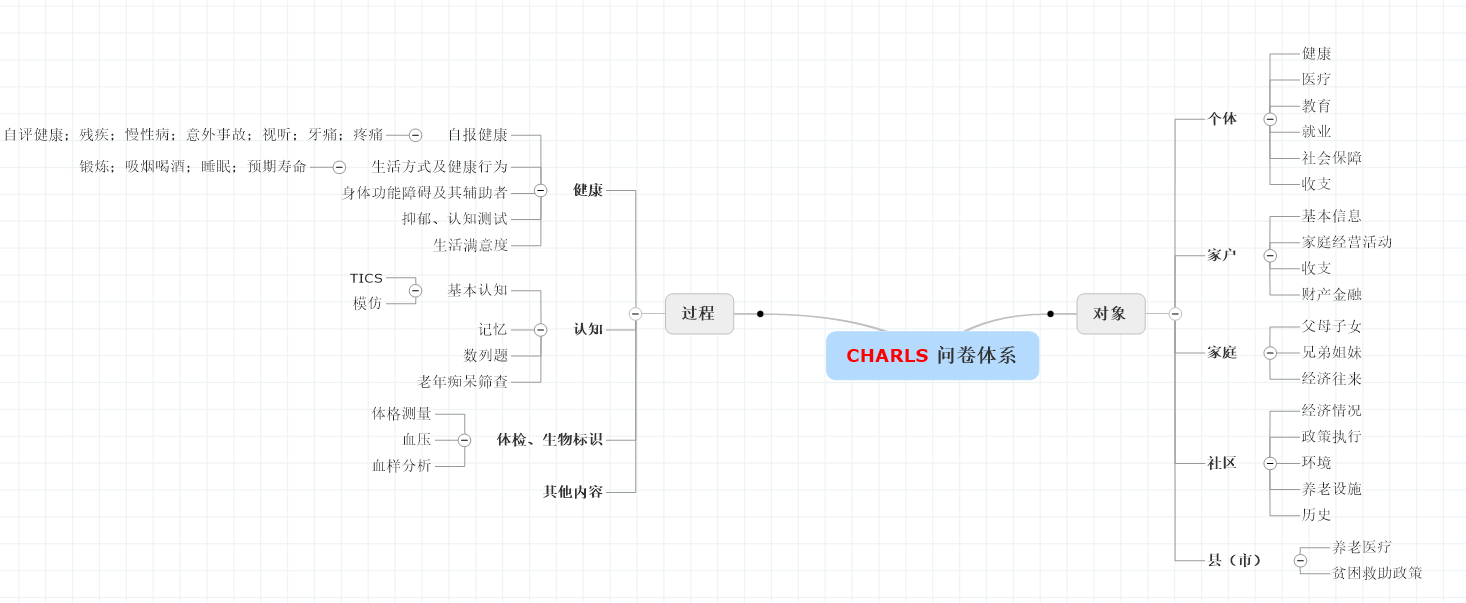 CHARLS 问卷体系
过程
健康
自报健康
自评健康；残疾；慢性病；意外事故；视听；牙痛；疼痛
生活方式及健康行为
锻炼；吸烟喝酒；睡眠；预期寿命
身体功能障碍及其辅助者
抑郁、认知测试
生活满意度
认知
基本认知
TICS
模仿
记忆
数列题
老年痴呆筛查
体检、生物标识
体格测量
血压
血样分析
其他内容
对象
个体
健康
医疗
教育
就业
社会保障
收支
家户
基本信息
家庭经营活动
收支
财产金融
家庭
父母子女
兄弟姐妹
经济往来
社区
经济情况
政策执行
环境
养老设施
历史
县（市）
养老医疗
贫困救助政策